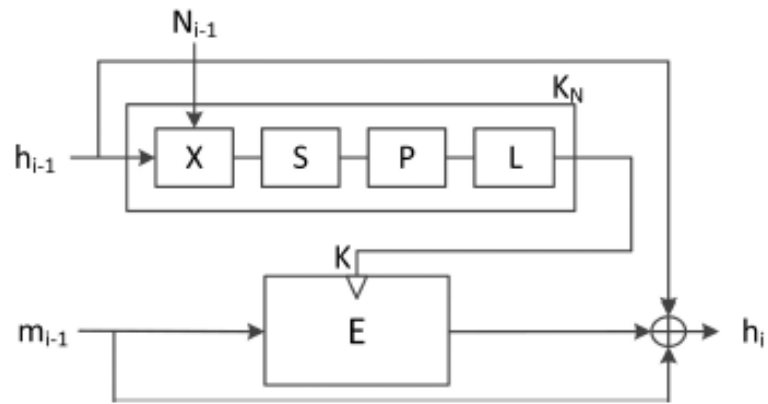 N_{i-1}
K_N
h_{i-1}
X S P L
K
m_{i-1}
E
h_i